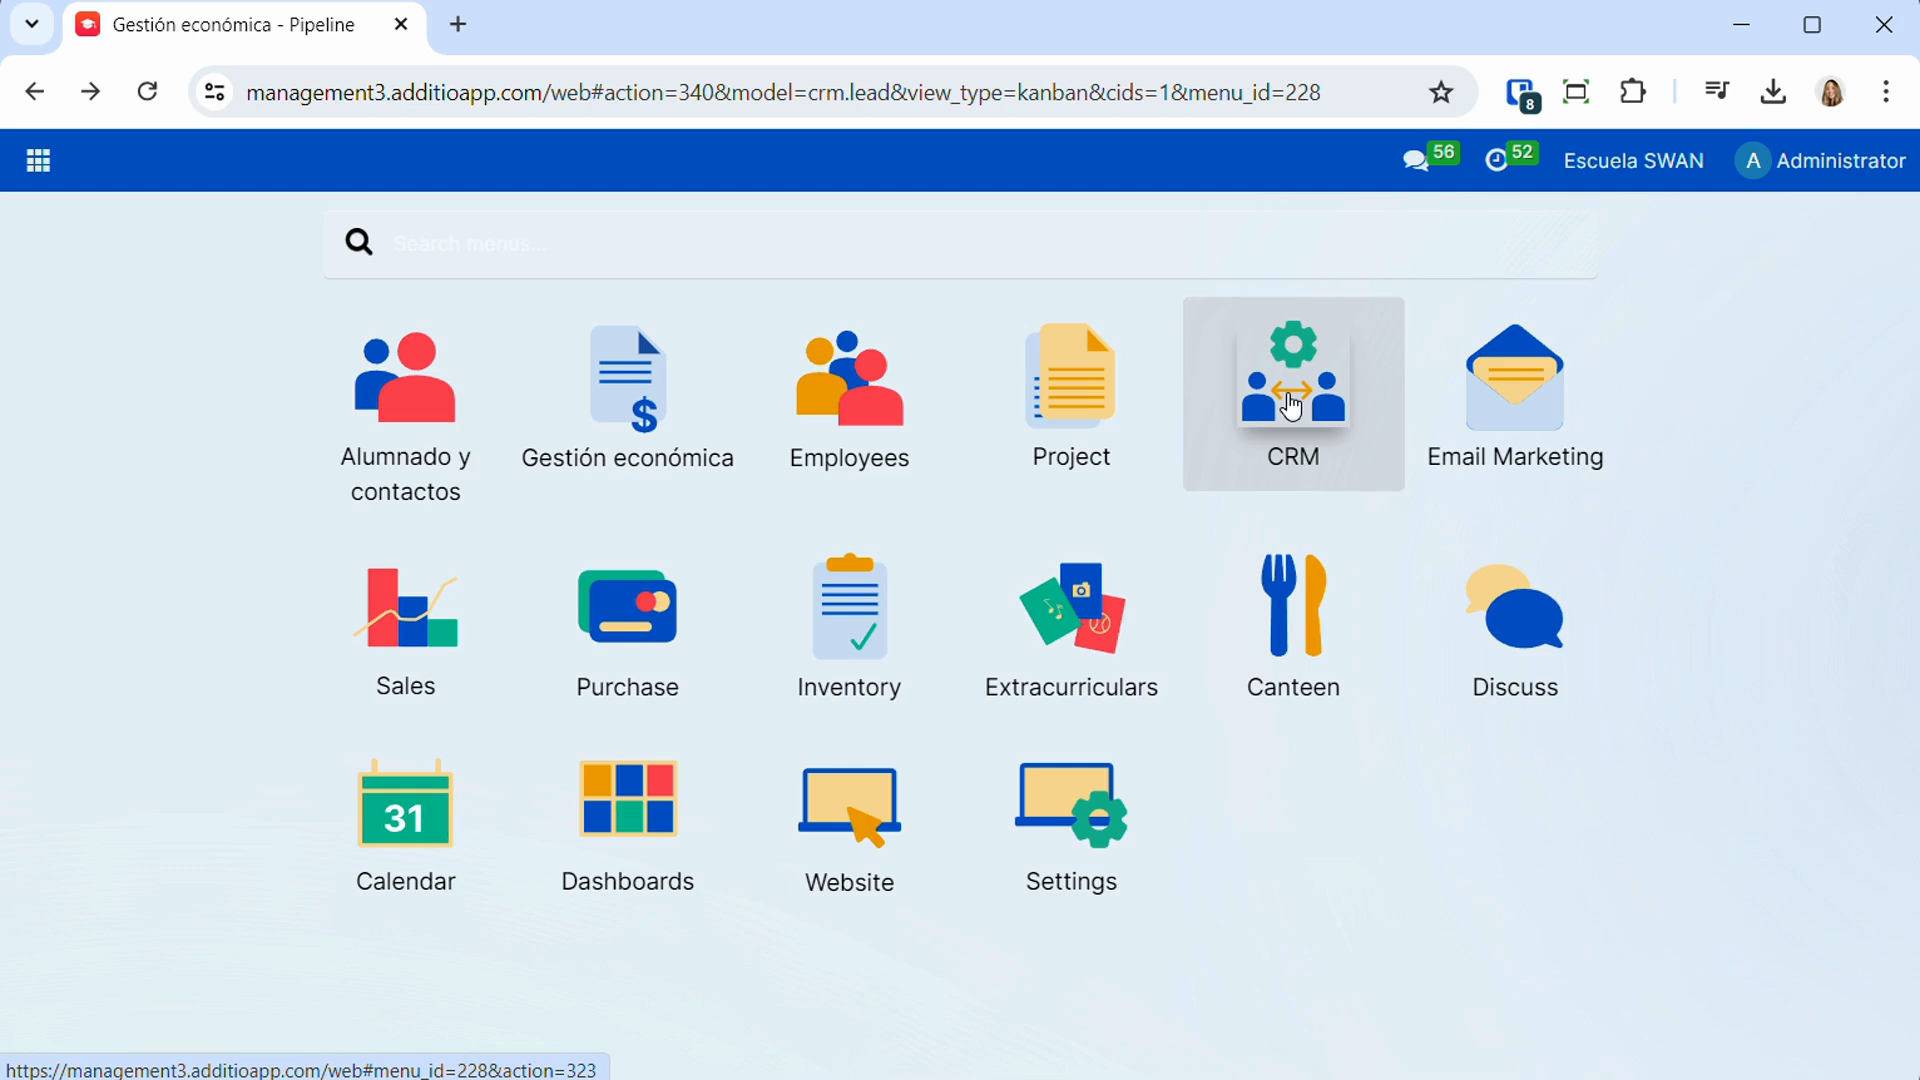 Gestión económica - Pipeline
management3.additioapp.com/web#action=340&model=crm.lead&view_type=kanban&cids=1&menu_id=228
8
56
52
Escuela SWAN
A
Administrator
Search menus...
Alumnado y
contactos
Gestión económica
Employees
Project
CRM
Email Marketing
Sales
Purchase
Inventory
Extracurriculars
Canteen
Discuss
31
Calendar
Dashboards
Website
Settings
https://management3.additioapp.com/web#menu_id=228&action=323